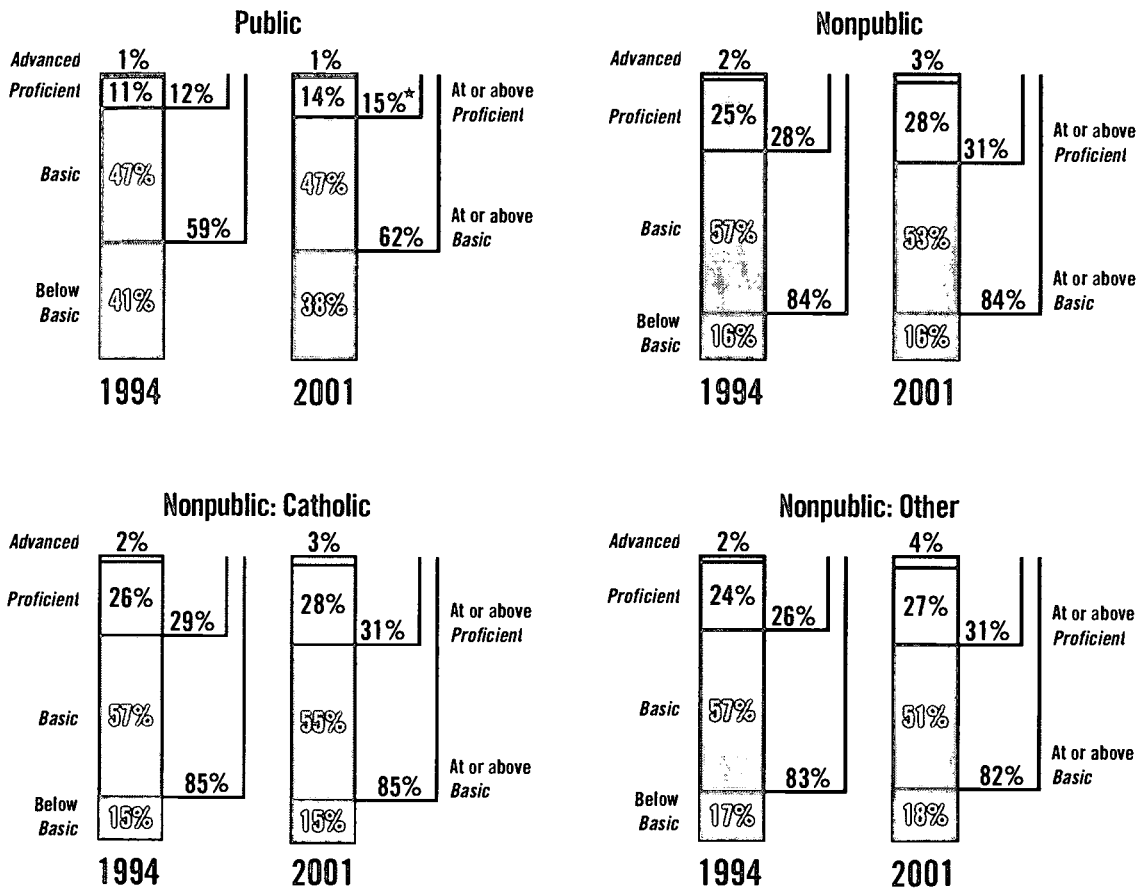 Public
Advanced 1% 1%
Proficient 11% 12% 14% 15%* At or above
Proficient
Basic 47% 47%
59% 62% At or above
Basic
Below
Basic 41% 38%
1994 2001
Nonpublic
Advanced 2% 3%
Proficient 25% 28% 28% 31% At or above
Proficient
Basic 57% 53%
84% 84% At or above
Basic
Below
Basic 16% 16%
1994 2001
Nonpublic: Catholic
Advanced 2% 3%
Proficient 26% 29% 28% 31% At or above
Proficient
Basic 57% 55%
85% 85% At or above
Basic
Below
Basic 15% 15%
1994 2001
Nonpublic: Other
Advanced 2% 4%
Proficient 24% 26% 27% 31% At or above
Proficient
Basic 57% 51%
83% 82% At or above
Basic
Below
Basic 17% 18%
1994 2001